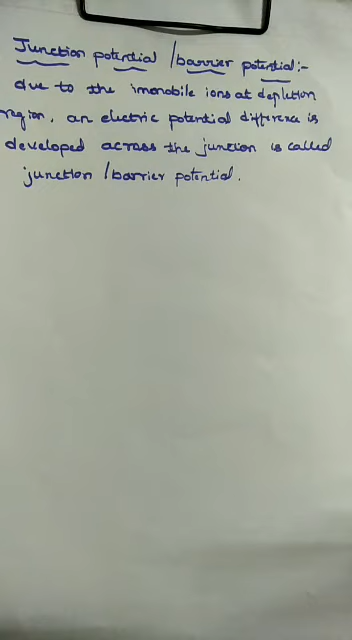 Junction potential / barrier potential:-
due to the immobile ions at depletion
region, an electric potential difference is
developed across the junction is called
junction / barrier potential.